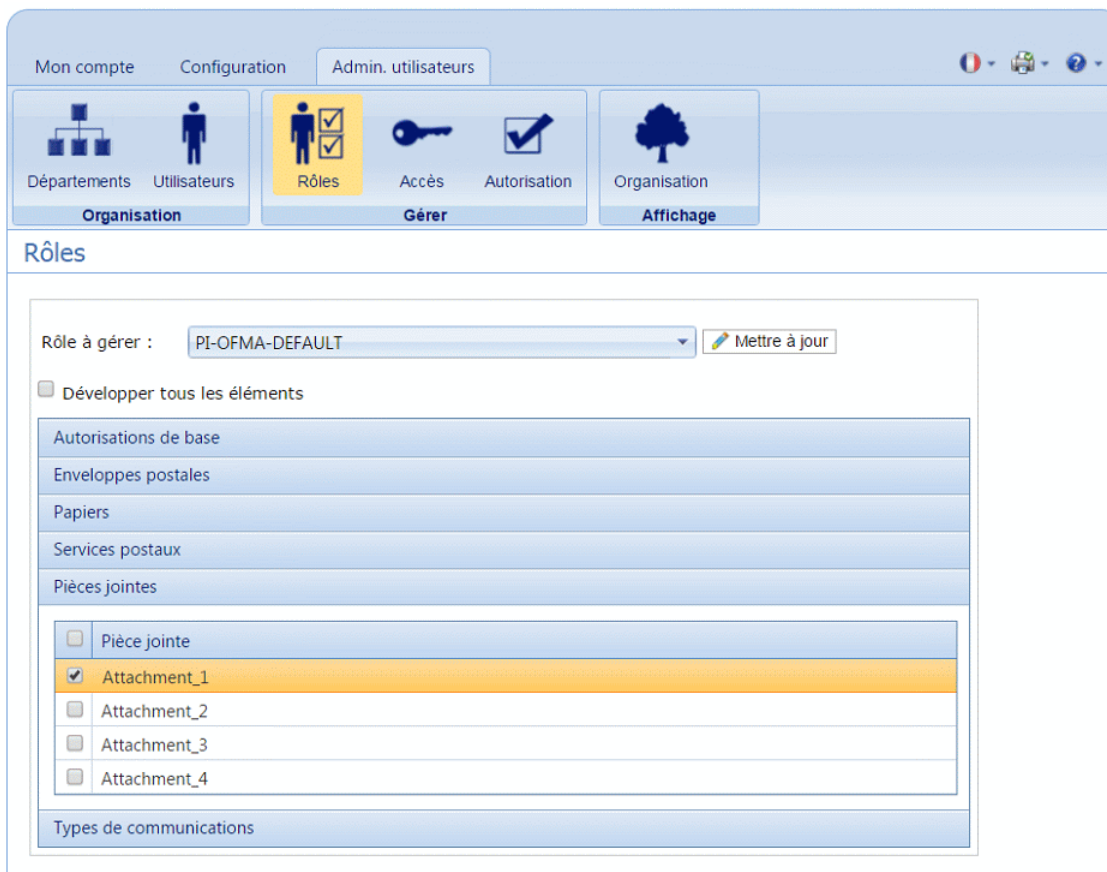 Mon compte Configuration Admin. utilisateurs
Départements Utilisateurs Rôles Accès Autorisation Organisation
Organisation Gérer Affichage
Rôles
Rôle à gérer : PI-OFMA-DEFAULT Mettre à jour
Développer tous les éléments
Autorisations de base
Enveloppes postales
Papiers
Services postaux
Pièces jointes
Pièce jointe
Attachment_1
Attachment_2
Attachment_3
Attachment_4
Types de communications